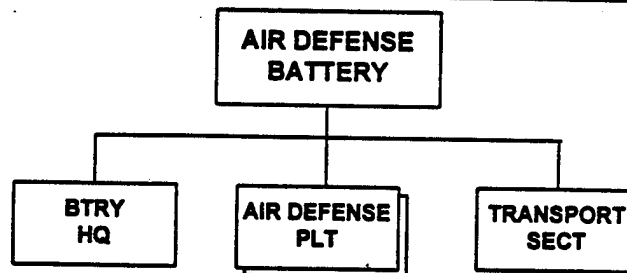 AIR DEFENSE
BATTERY
BTRY
HQ
AIR DEFENSE
PLT
TRANSPORT
SECT